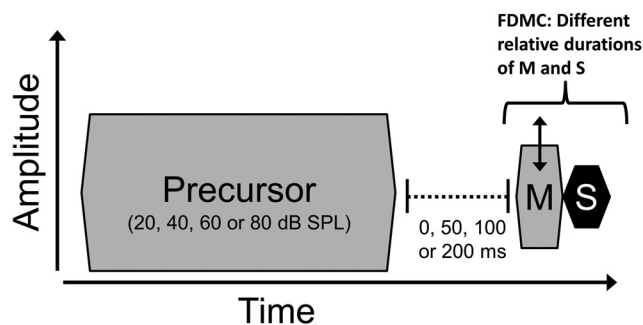 FDMC: Different
relative durations
of M and S
Amplitude
Precursor
(20, 40, 60 or 80 dB SPL)
M
S
0, 50, 100
or 200 ms
Time